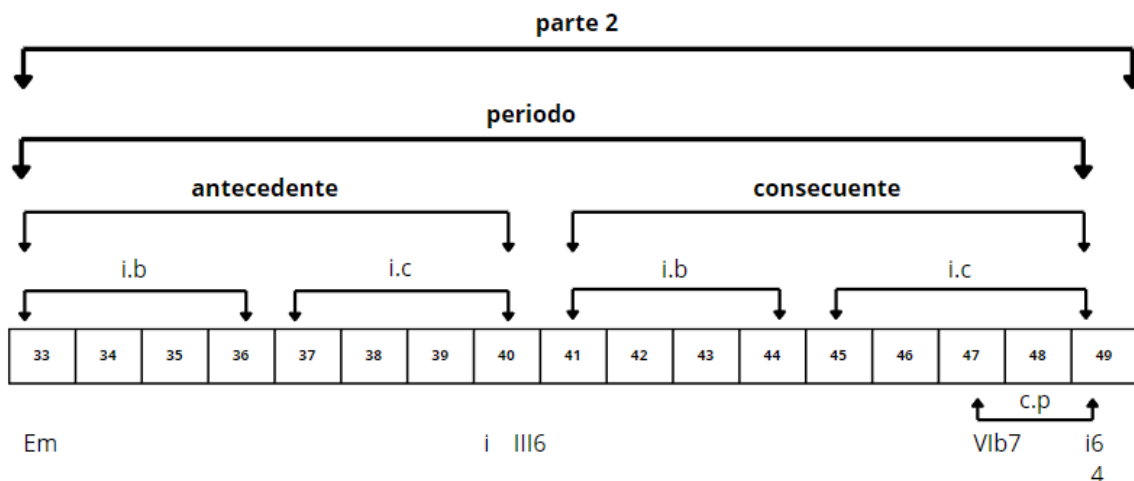 parte 2
periodo
antecedente consecuente
i.b i.c i.b i.c
33 34 35 36 37 38 39 40 41 42 43 44 45 46 47 48 49
c.p
Em i III6 VIb7 i6
4